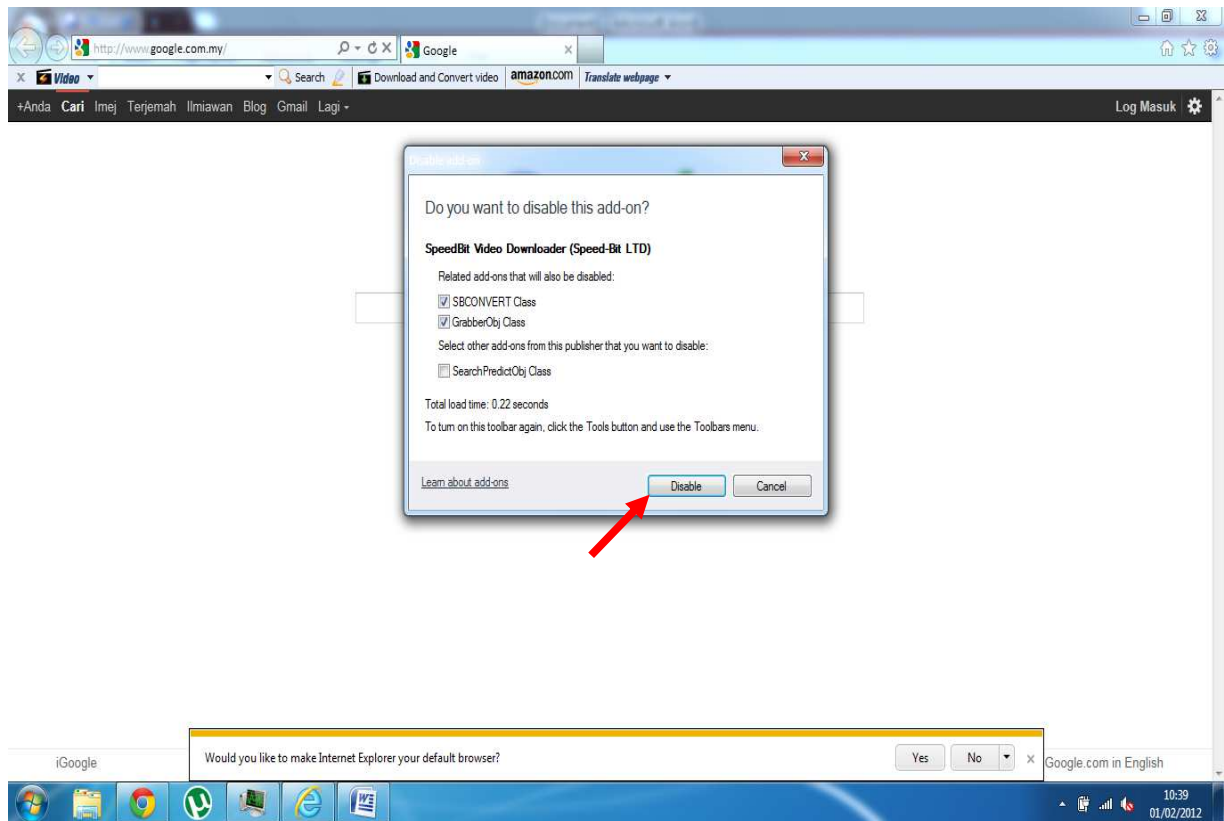 http://www.google.com.my/
Google
Video
Search
Download and Convert video
amazon.com
Translate webpage
+Anda Cari Imej Terjemah Ilmiawan Blog Gmail Lagi
Log Masuk
Disable add-on
Do you want to disable this add-on?
SpeedBit Video Downloader (Speed-Bit LTD)
Related add-ons that will also be disabled:
SBCONVERT Class
GrabberObj Class
Select other add-ons from this publisher that you want to disable:
SearchPredictObj Class
Total load time: 0.22 seconds
To turn on this toolbar again, click the Tools button and use the Toolbars menu.
Learn about add-ons
Disable
Cancel
Would you like to make Internet Explorer your default browser?
Yes
No
iGoogle
Google.com in English
10:39
01/02/2012